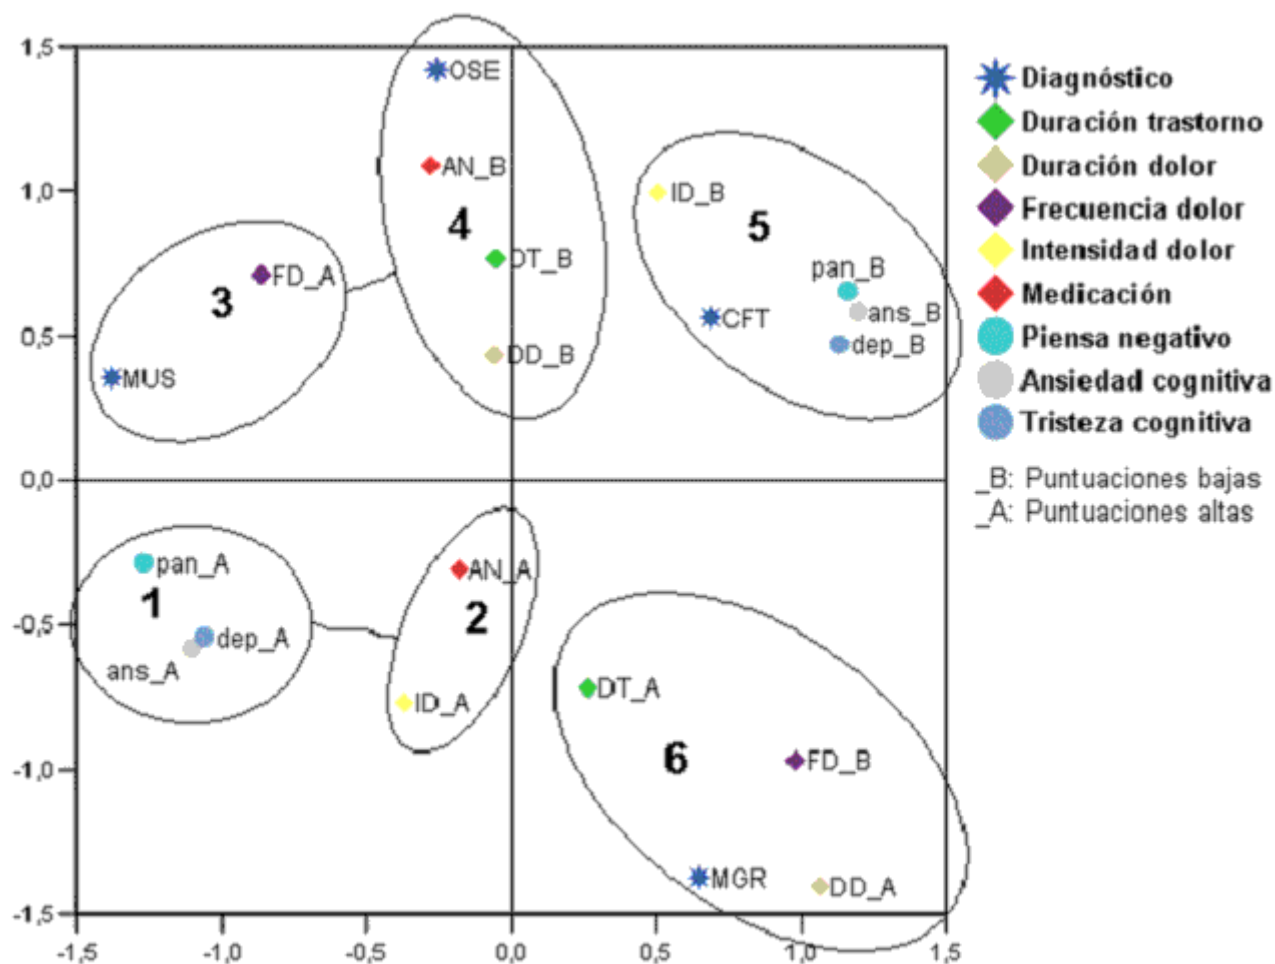 1,5
OSE
AN_B
1,0
ID_B
4
5
DT_B
pan_B
FD_A
3
ans_B
CFT
0,5
dep_B
DD_B
MUS
0,0
pan_A
AN_A
1
2
-0,5
dep_A
ans_A
DT_A
ID_A
6
FD_B
-1,0
MGR
DD_A
-1,5
-1,5 -1,0 -0,5 0,0 0,5 1,0 1,5
Diagnóstico
Duración trastorno
Duración dolor
Frecuencia dolor
Intensidad dolor
Medicación
Piensa negativo
Ansiedad cognitiva
Tristeza cognitiva
_B: Puntuaciones bajas
_A: Puntuaciones altas